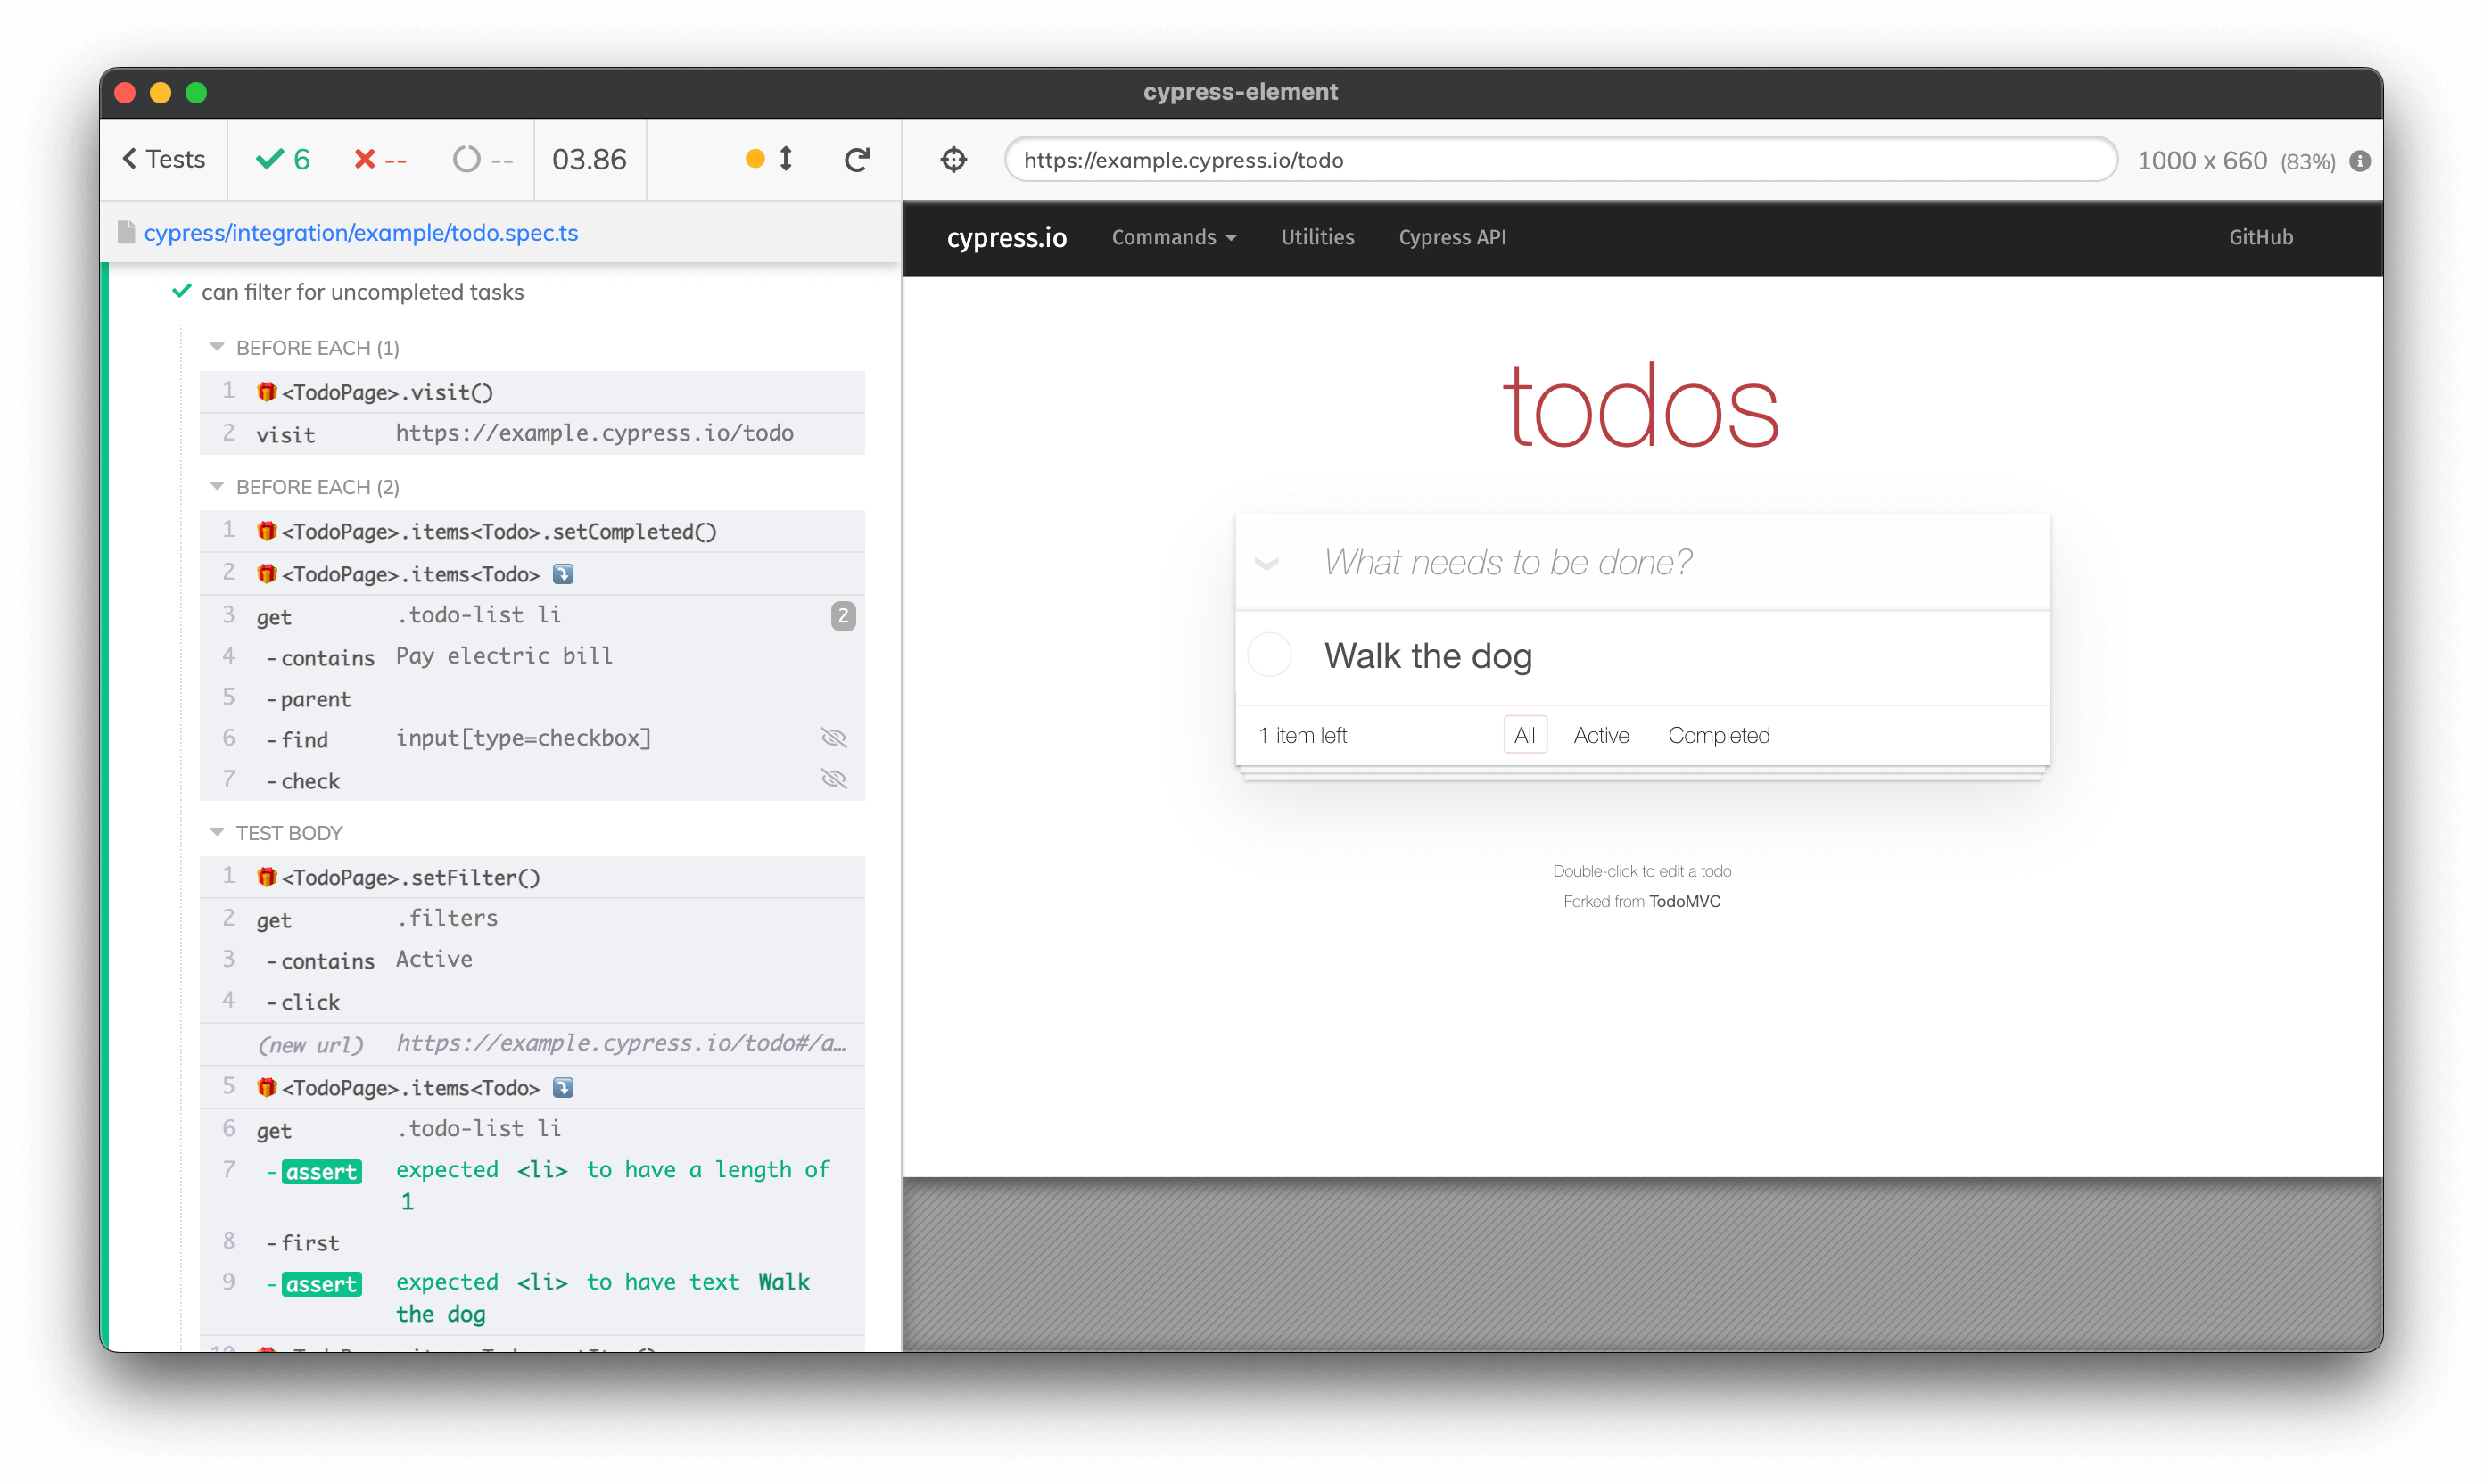 cypress-element
Tests 6 -- -- 03.86
https://example.cypress.io/todo 1000 x 660 (83%)
cypress/integration/example/todo.spec.ts
can filter for uncompleted tasks
BEFORE EACH (1)
1 <TodoPage>.visit()
2 visit https://example.cypress.io/todo
BEFORE EACH (2)
1 <TodoPage>.items<Todo>.setCompleted()
2 <TodoPage>.items<Todo>
3 get .todo-list li 2
4 -contains Pay electric bill
5 -parent
6 -find input[type=checkbox]
7 -check
TEST BODY
1 <TodoPage>.setFilter()
2 get .filters
3 -contains Active
4 -click
(new url) https://example.cypress.io/todo#/a…
5 <TodoPage>.items<Todo>
6 get .todo-list li
7 -assert expected <li> to have a length of
1
8 -first
9 -assert expected <li> to have text Walk
the dog
cypress.io Commands Utilities Cypress API GitHub
todos
What needs to be done?
Walk the dog
1 item left All Active Completed
Double-click to edit a todo
Forked from TodoMVC